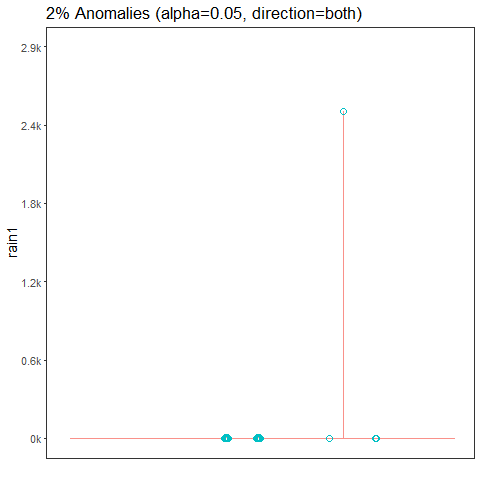 2% Anomalies (alpha=0.05, direction=both)
2.9k
2.4k
1.8k
1.2k
0.6k
0k
rain1